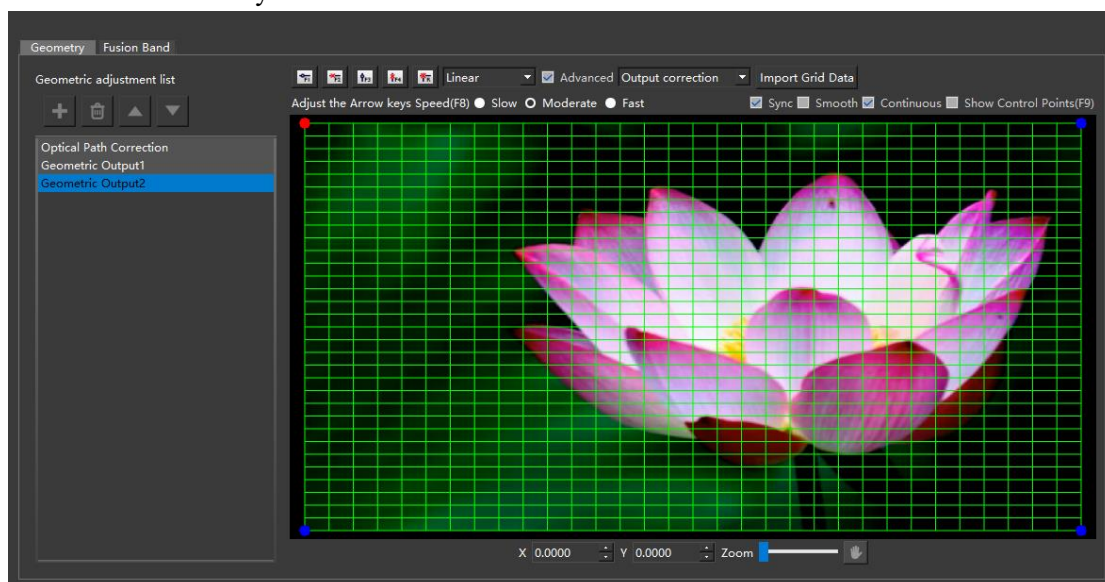 Geometry Fusion Band
Geometric adjustment list
Linear Advanced Output correction Import Grid Data
Adjust the Arrow keys Speed(F8) Slow Moderate Fast Sync Smooth Continuous Show Control Points(F9)
Optical Path Correction
Geometric Output1
Geometric Output2
X 0.0000 Y 0.0000 Zoom